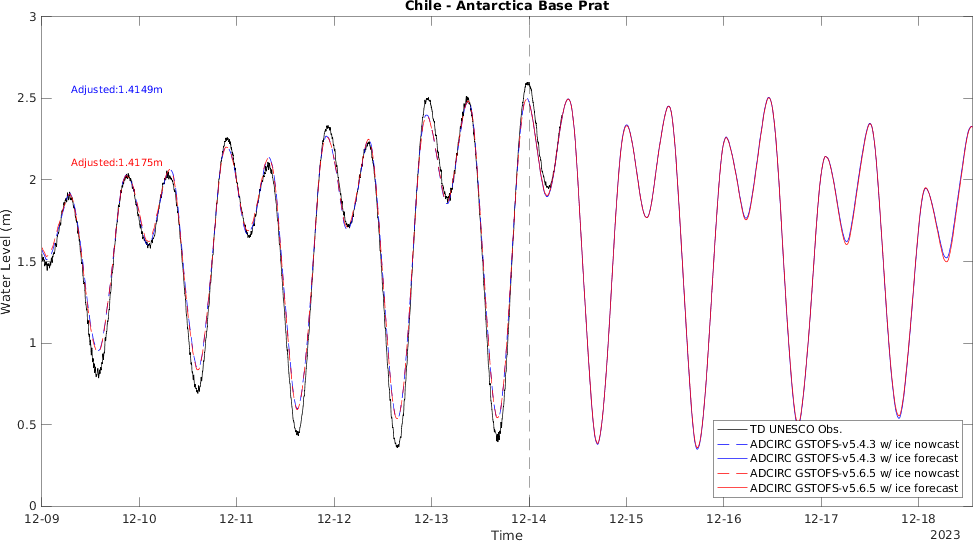 Chile - Antarctica Base Prat
3
2.5
2
1.5
1
0.5
0
Water Level (m)
Adjusted:1.4149m
Adjusted:1.4175m
TD UNESCO Obs.
ADCIRC GSTOFS-v5.4.3 w/ ice nowcast
ADCIRC GSTOFS-v5.4.3 w/ ice forecast
ADCIRC GSTOFS-v5.6.5 w/ ice nowcast
ADCIRC GSTOFS-v5.6.5 w/ ice forecast
12-09 12-10 12-11 12-12 12-13 12-14 12-15 12-16 12-17 12-18
Time
2023